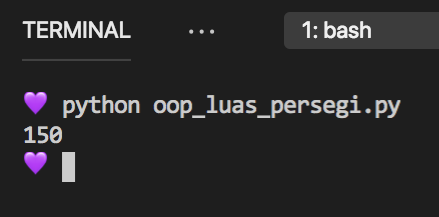 TERMINAL ... 1: bash
💜 python oop_luas_persegi.py
150
💜